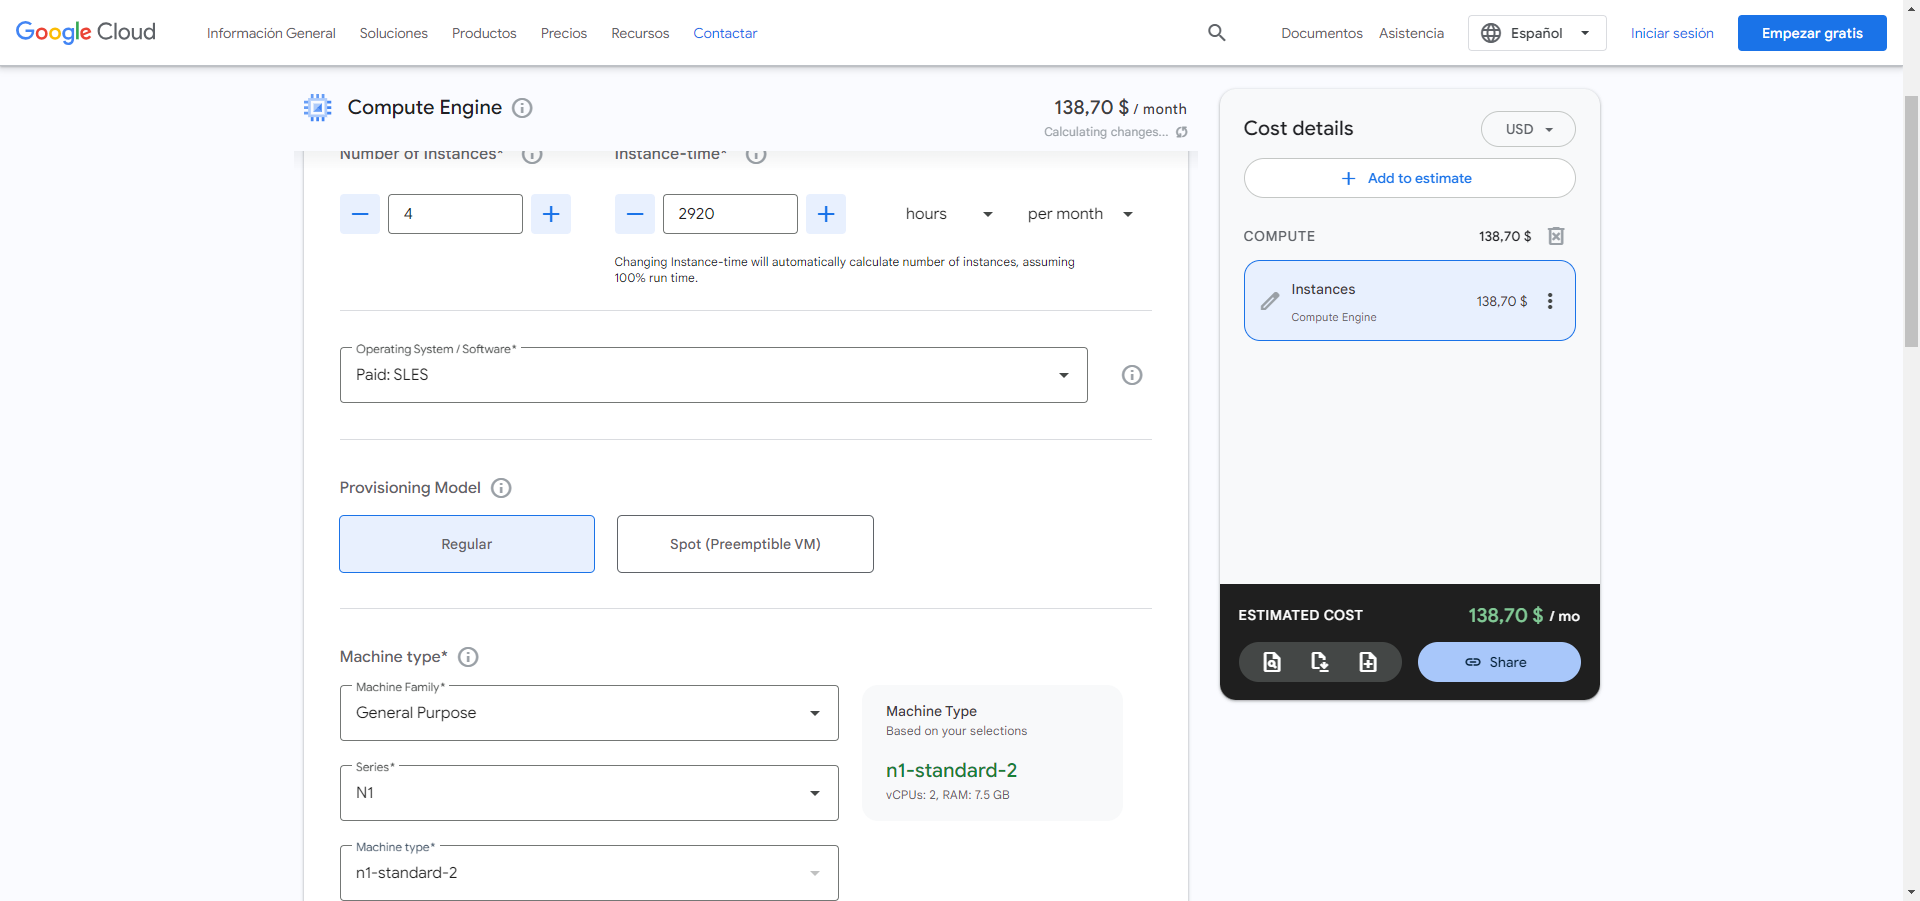 Google Cloud
Información General
Soluciones
Productos
Precios
Recursos
Contactar
Documentos
Asistencia
Español
Iniciar sesión
Empezar gratis
Compute Engine
138,70 $ / month
Calculating changes...
Number of Instances*
Instance-time*
4
2920
hours
per month
Changing Instance-time will automatically calculate number of instances, assuming
100% run time.
Operating System / Software*
Paid: SLES
Provisioning Model
Regular
Spot (Preemptible VM)
Machine type*
Machine Family*
General Purpose
Series*
N1
Machine type*
n1-standard-2
Machine Type
Based on your selections
n1-standard-2
vCPUs: 2, RAM: 7.5 GB
Cost details
USD
Add to estimate
COMPUTE
138,70 $
Instances
Compute Engine
138,70 $
ESTIMATED COST
138,70 $ / mo
Share